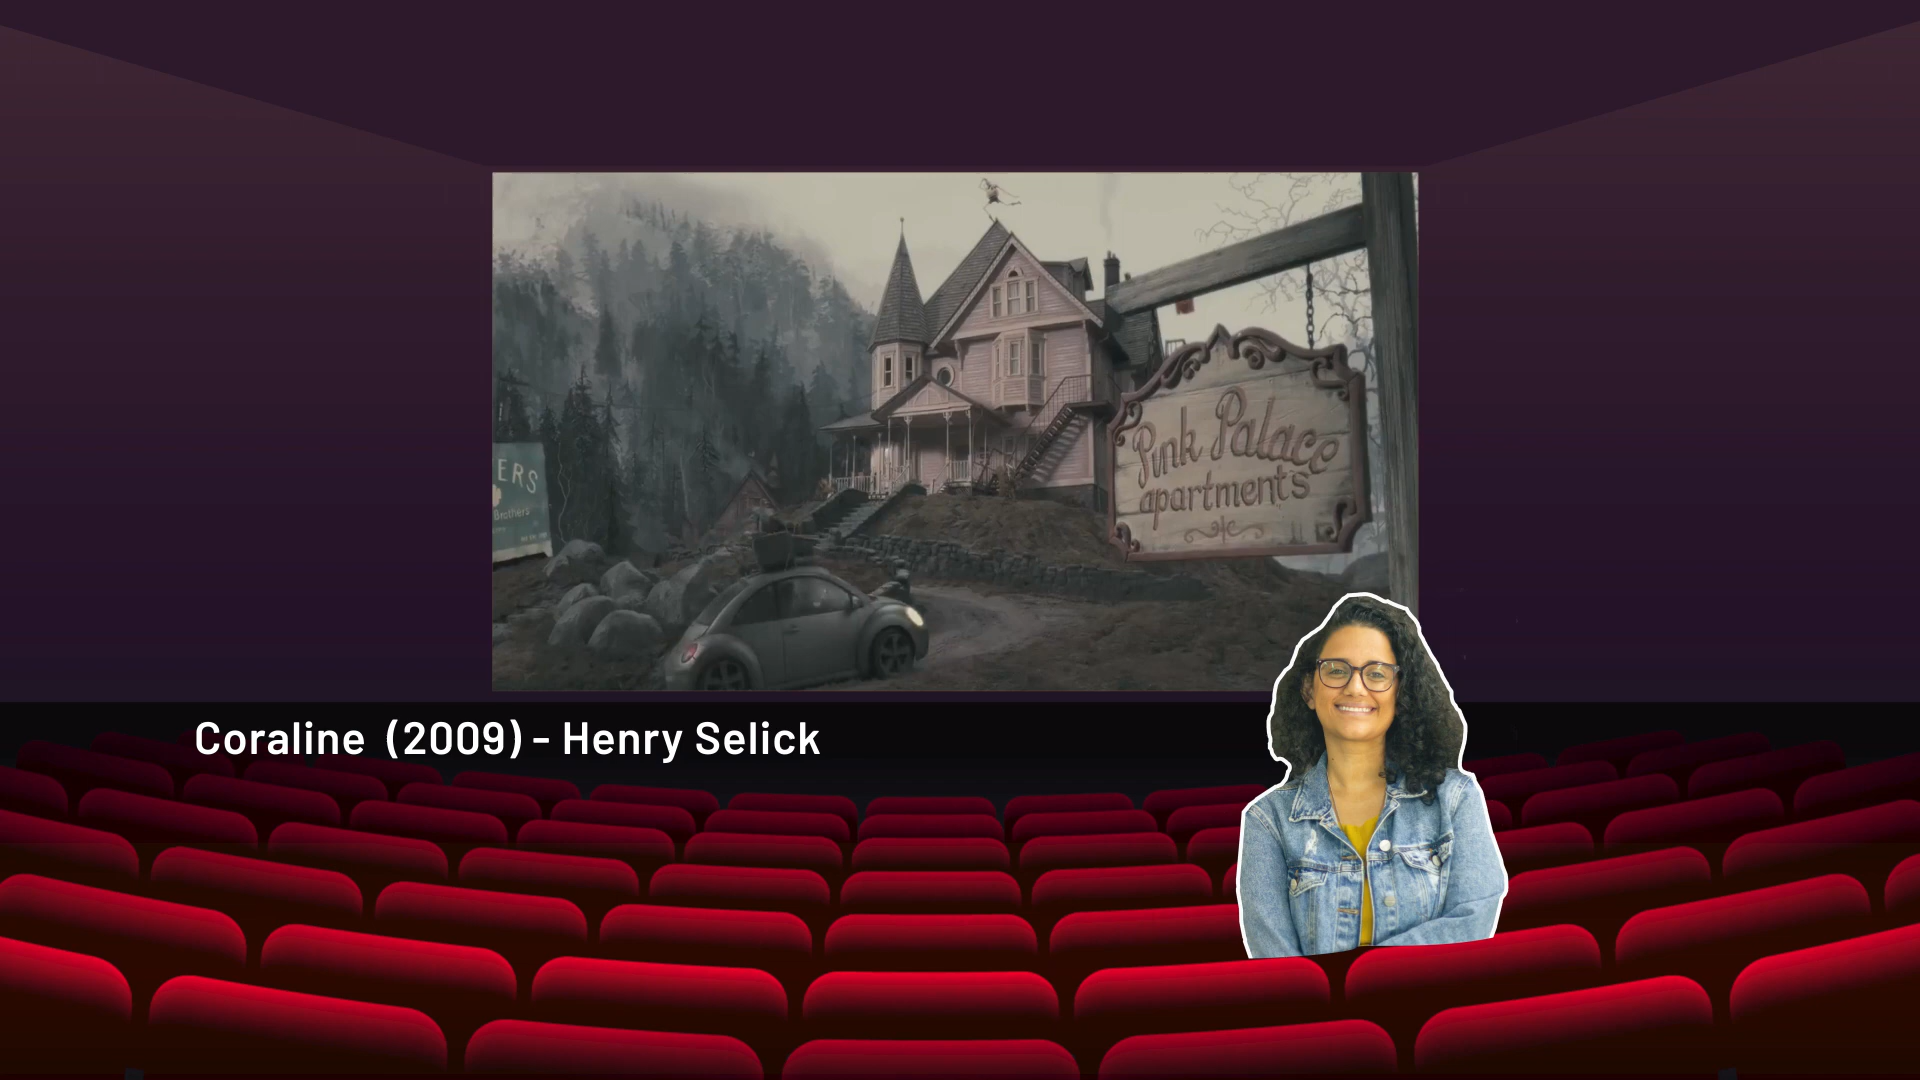 ERS
Brothers
Pink Palace
apartments
Coraline (2009) - Henry Selick